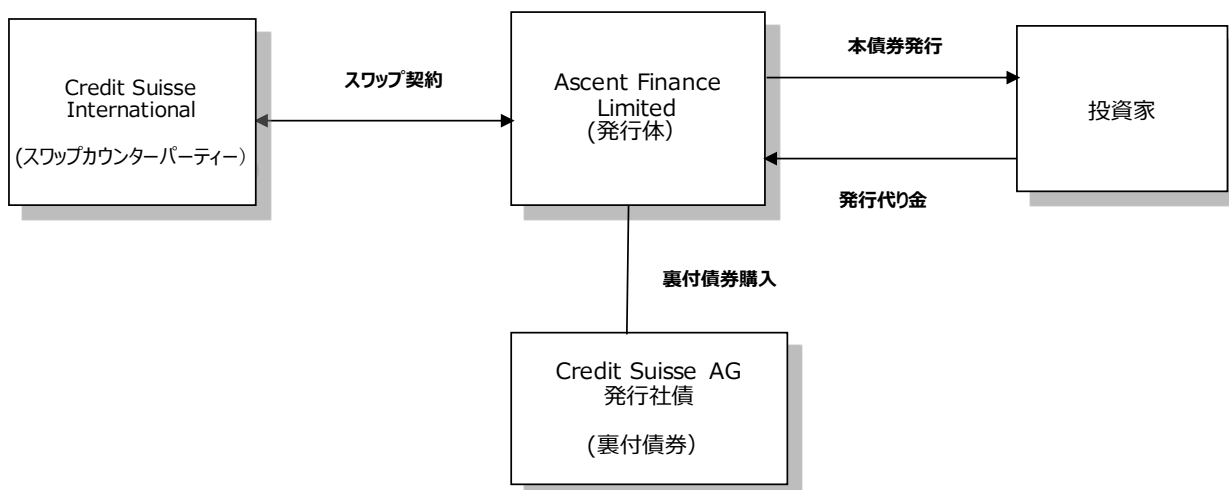 Credit Suisse
International
(スワップカウンターパーティー)
スワップ契約
Ascent Finance
Limited
(発行体)
本債券発行
発行代り金
投資家
裏付債券購入
Credit Suisse AG
発行社債
(裏付債券)